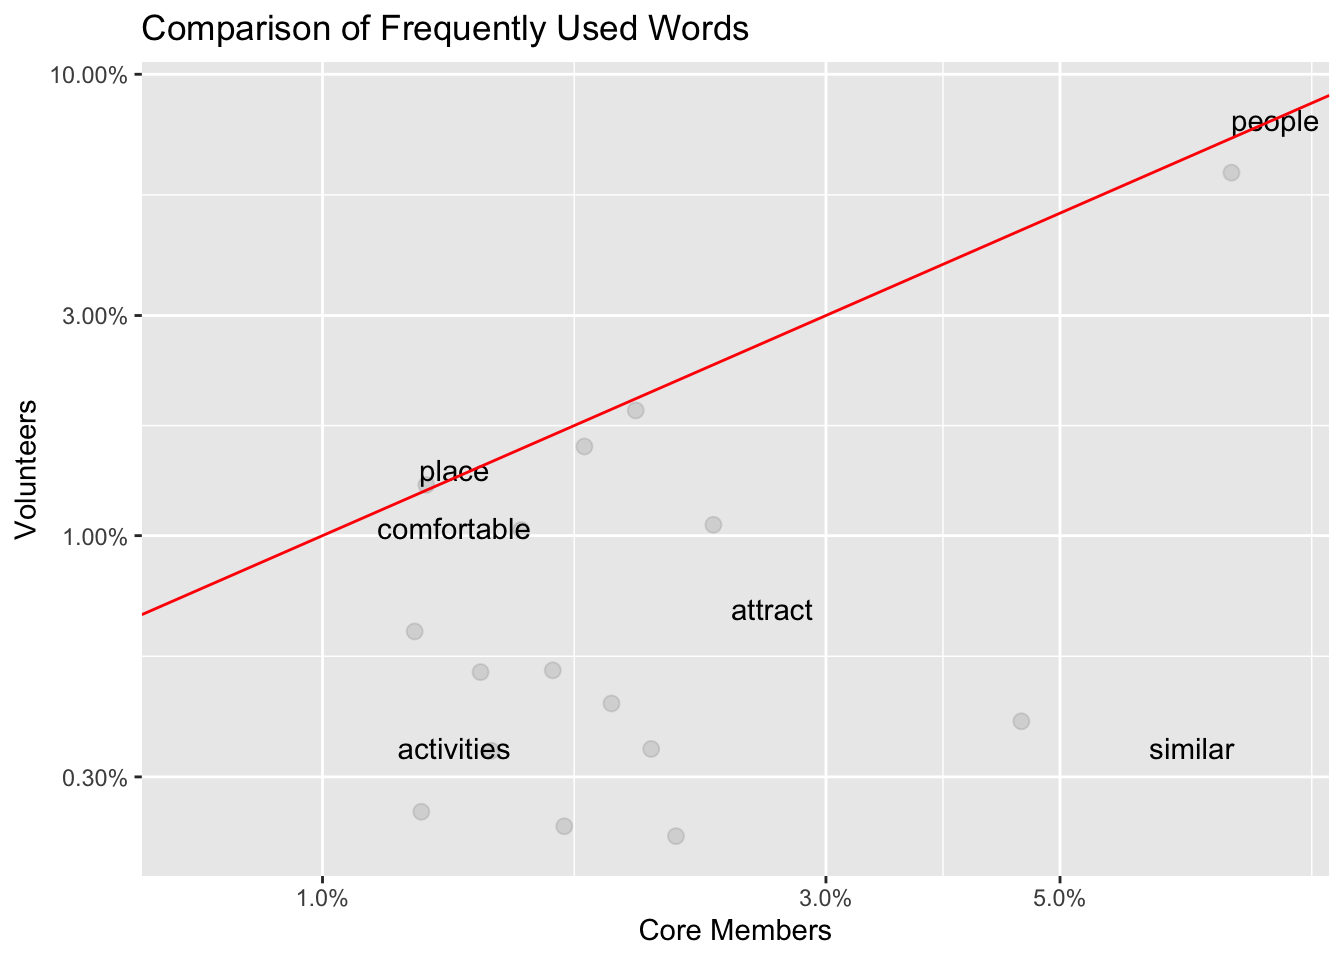 Comparison of Frequently Used Words
10.00%
people
3.00%
Volunteers
place
comfortable
1.00%
attract
activities
similar
0.30%
1.0%
3.0%
5.0%
Core Members